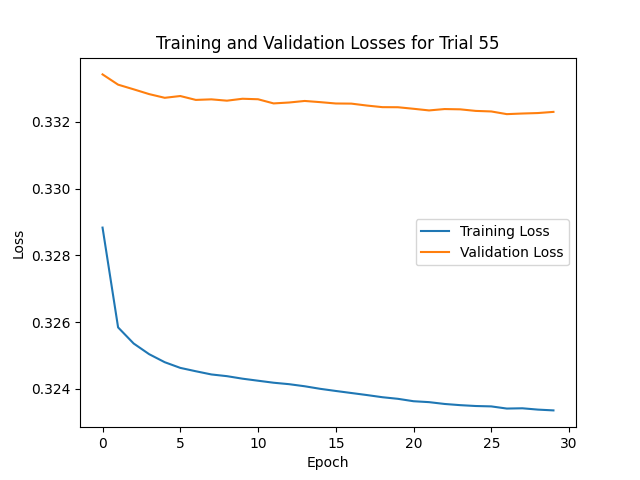 Training and Validation Losses for Trial 55
Loss
0.332
0.330
0.328
0.326
0.324
Training Loss
Validation Loss
0 5 10 15 20 25 30
Epoch